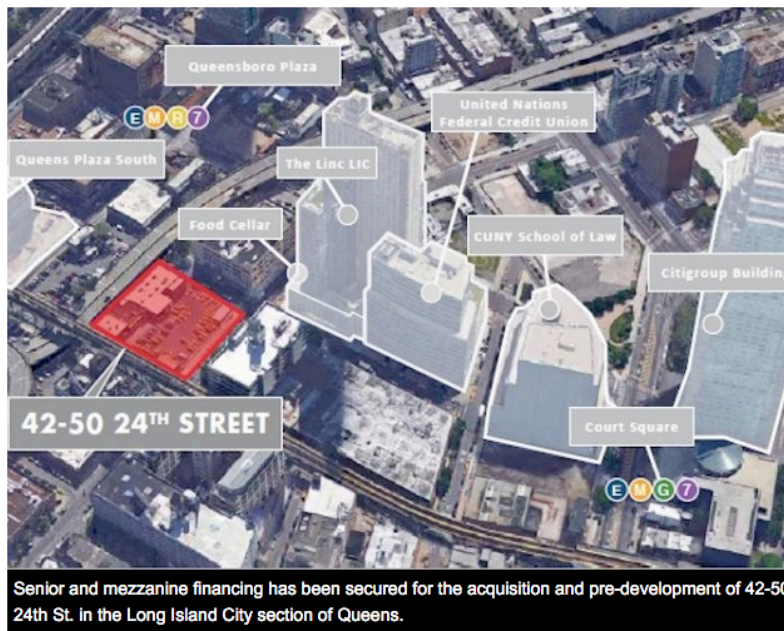 Queensboro Plaza
E M R 7
United Nations
Federal Credit Union
Queens Plaza South
The Linc LIC
Food Cellar
CUNY School of Law
Citigroup Building
42-50 24TH STREET
Court Square
E M G 7
Senior and mezzanine financing has been secured for the acquisition and pre-development of 42-50
24th St. in the Long Island City section of Queens.